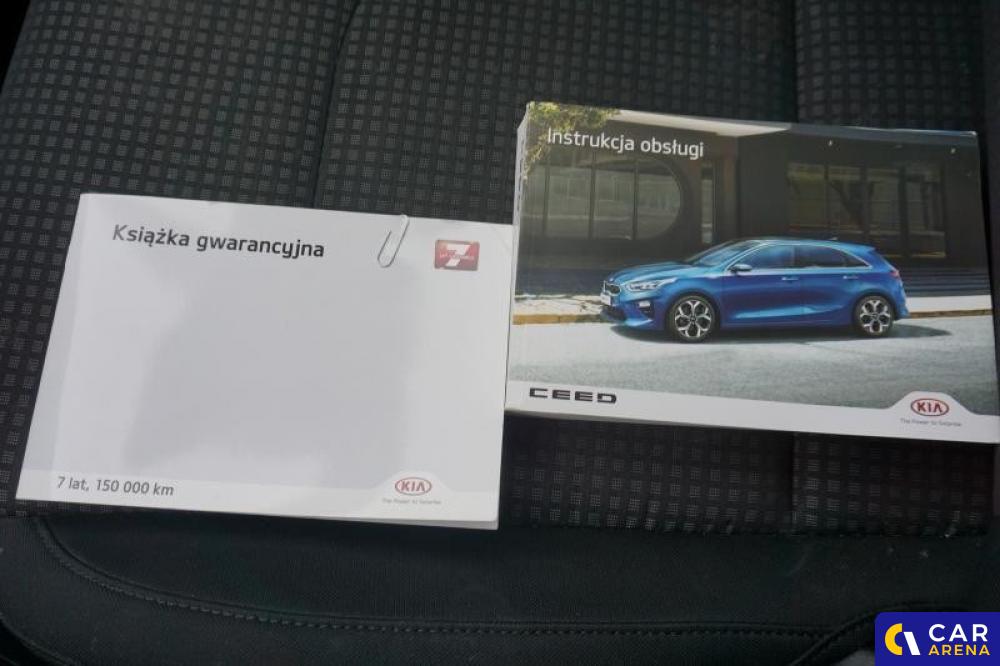 Książka gwarancyjna
7
7 lat, 150 000 km
KIA
The Power to Surprise
Instrukcja obsługi
CEED
KIA
The Power to Surprise
CAR
ARENA